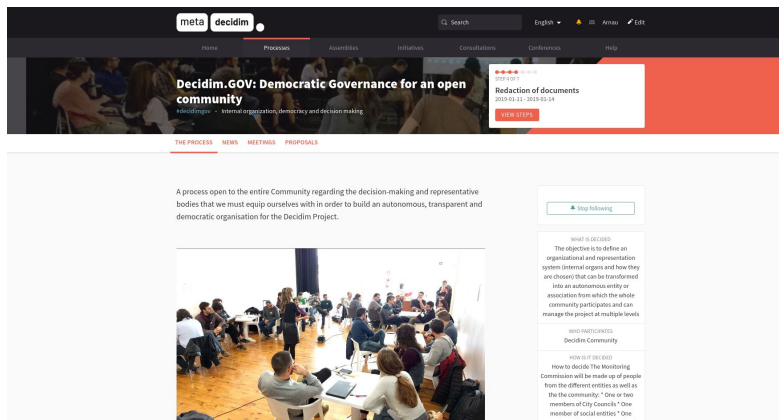 meta decidim
Search
English
Arnau
Edit
Home
Processes
Assemblies
Initiatives
Consultations
Conferences
Help
Decidim.GOV: Democratic Governance for an open
community
#decidimgov - Internal organization, democracy and decision making
STEP 4 OF 7
Redaction of documents
2019-01-11 - 2019-01-14
VIEW STEPS
THE PROCESS
NEWS
MEETINGS
PROPOSALS
A process open to the entire Community regarding the decision-making and representative
bodies that we must equip ourselves with in order to build an autonomous, transparent and
democratic organisation for the Decidim Project.
Stop following
WHAT IS DECIDED
The objective is to define an
organizational and representation
system (internal organs and how they
are chosen) that can be transformed
into an autonomous entity or
association from which the whole
community participates and can
manage the project at multiple levels
WHO PARTICIPATES
Decidim Community
HOW IS IT DECIDED
How to decide The Monitoring
Commission will be made up of people
from the different entities as well as
the the community: * One or two
members of City Councils * One
member of social entities * One